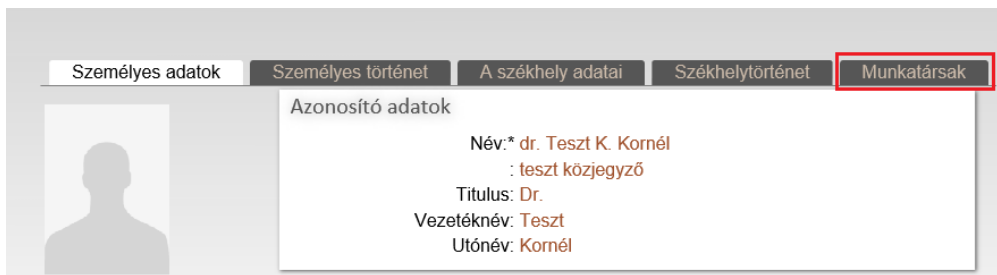 Személyes adatok Személyes történet A székhely adatai Székhelytörténet Munkatársak
Azonosító adatok
Név:* dr. Teszt K. Kornél
: teszt közjegyző
Titulus: Dr.
Vezetéknév: Teszt
Utónév: Kornél